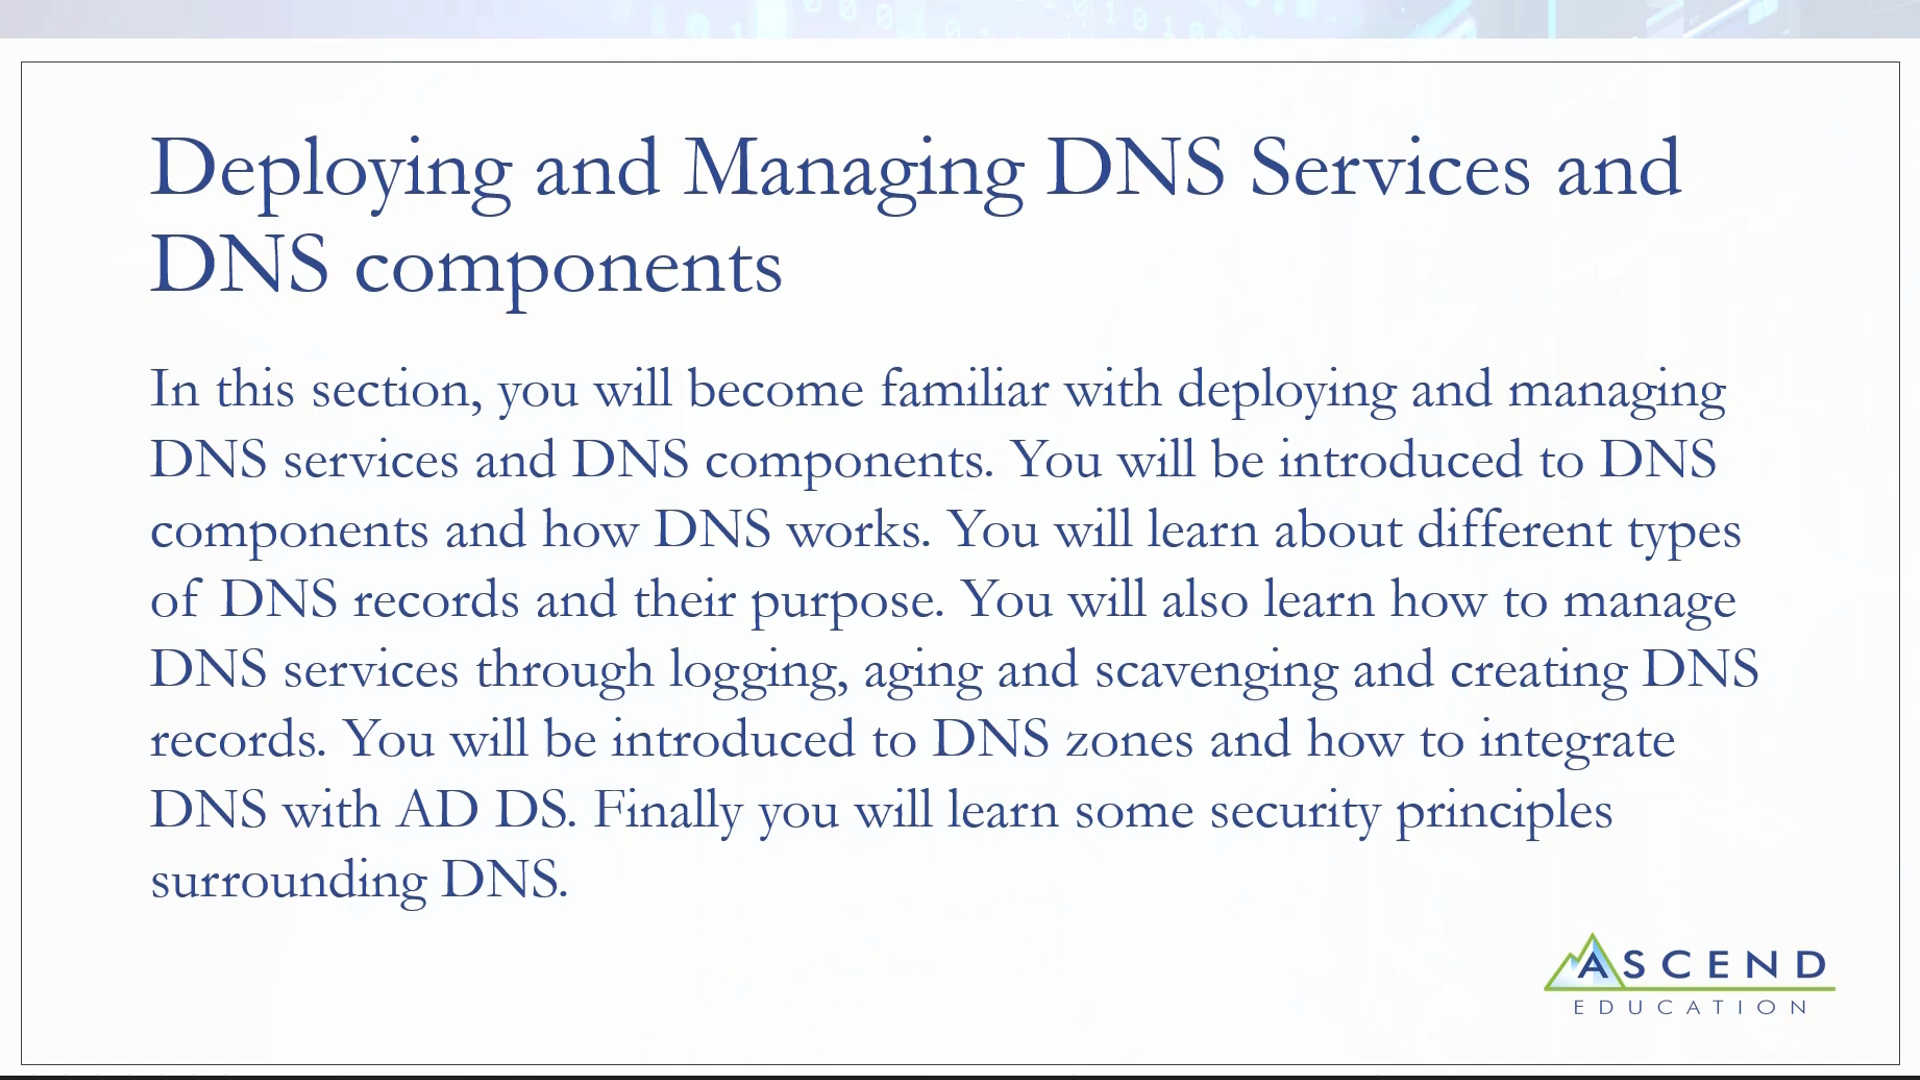 Deploying and Managing DNS Services and
DNS components
In this section, you will become familiar with deploying and managing
DNS services and DNS components. You will be introduced to DNS
components and how DNS works. You will learn about different types
of DNS records and their purpose. You will also learn how to manage
DNS services through logging, aging and scavenging and creating DNS
records. You will be introduced to DNS zones and how to integrate
DNS with AD DS. Finally you will learn some security principles
surrounding DNS.
ASCEND
EDUCATION